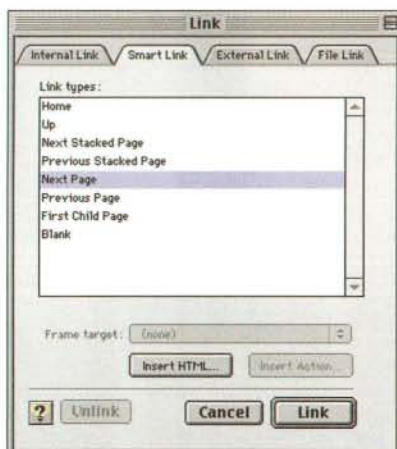 Link
Internal Link Smart Link External Link File Link
Link types:
Home
Up
Next Stacked Page
Previous Stacked Page
Next Page
Previous Page
First Child Page
Blank
Frame target: (none)
Insert HTML... Insert Action...
? Unlink Cancel Link